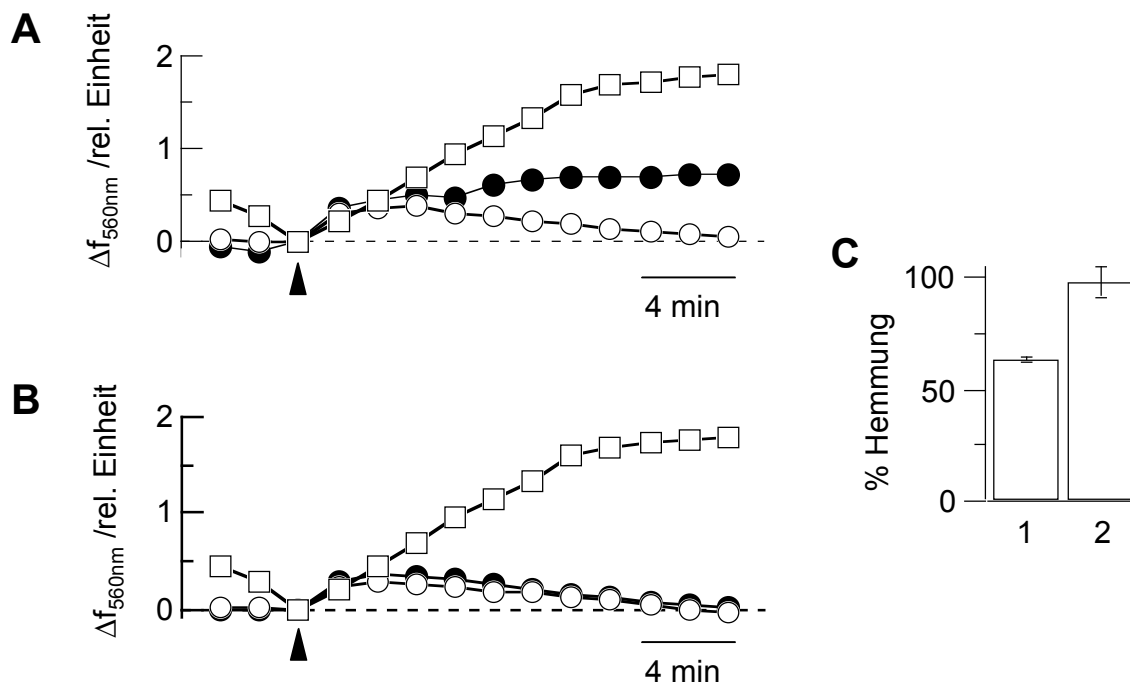 A
Δf560nm /rel. Einheit
2
1
0
4 min
B
Δf560nm /rel. Einheit
2
1
0
4 min
C
% Hemmung
100
50
0
1 2